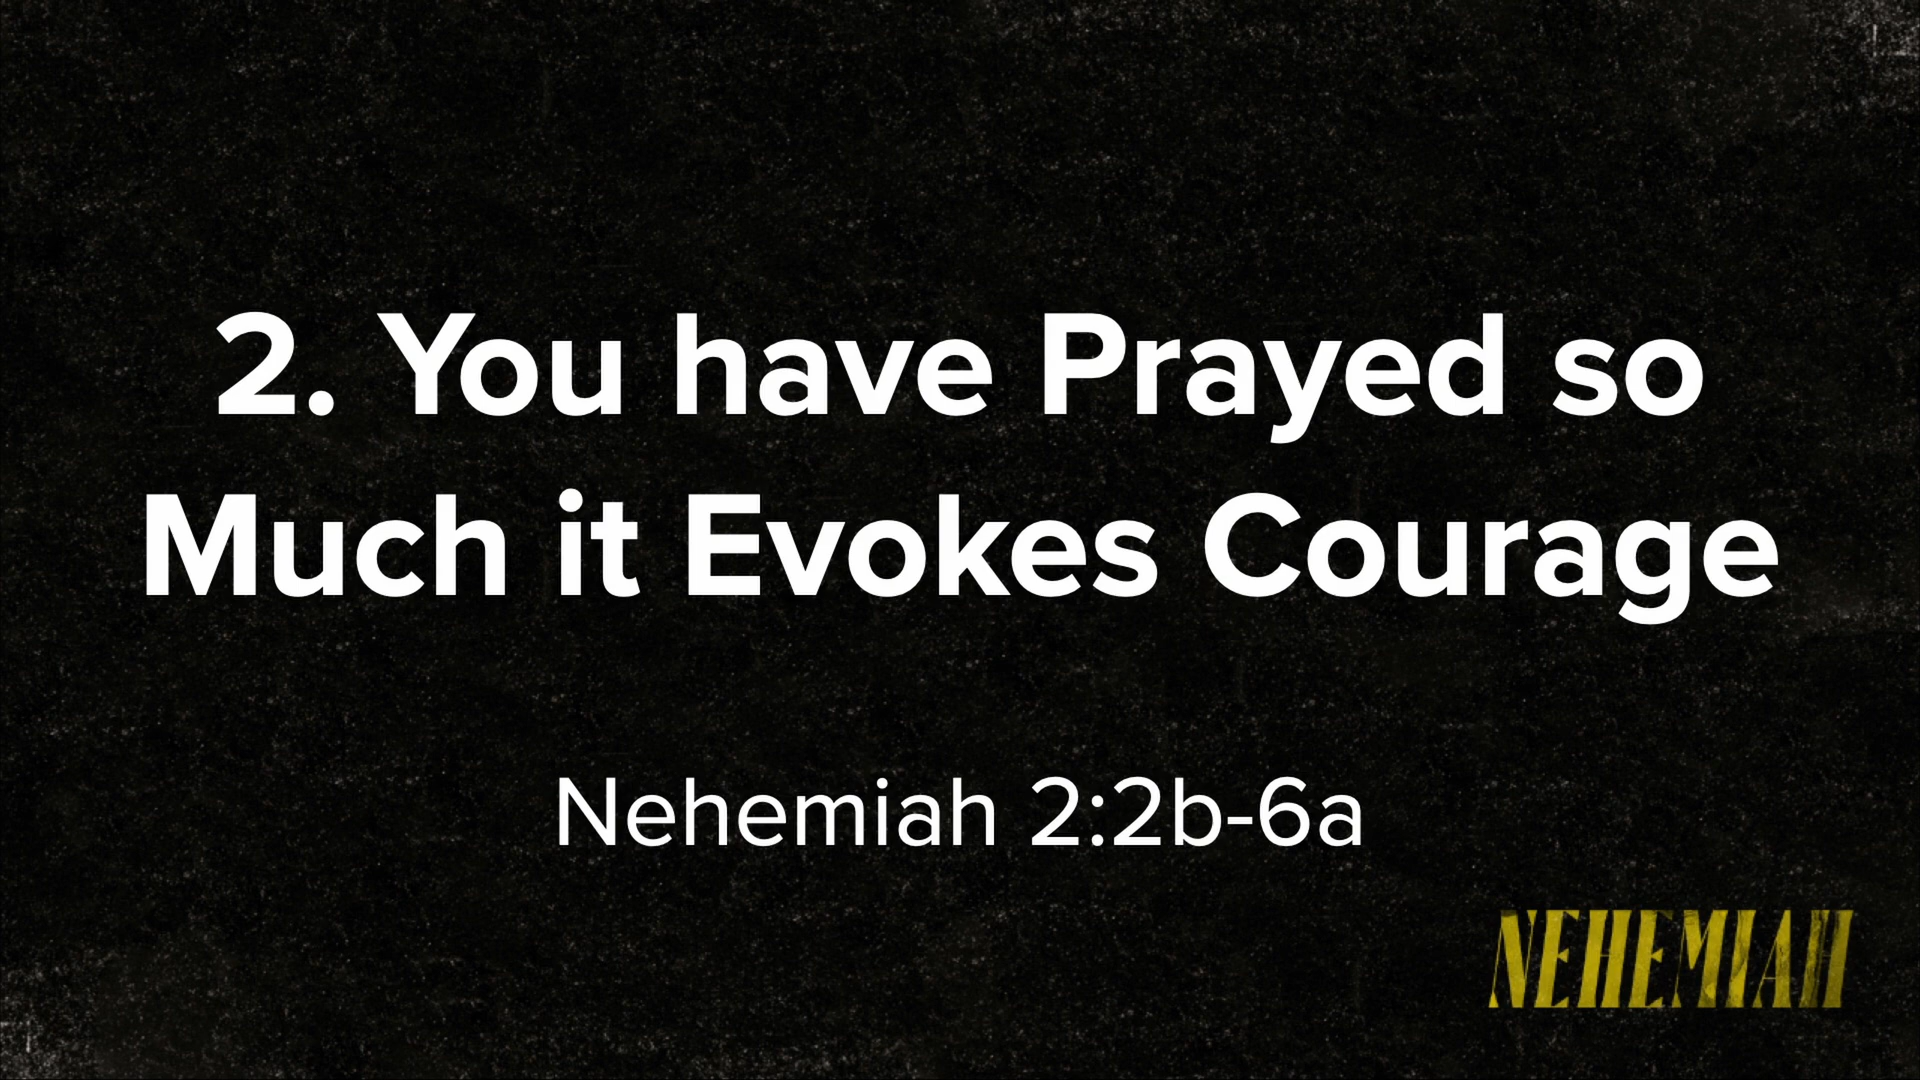 2. You have Prayed so
Much it Evokes Courage
Nehemiah 2:2b-6a
NEHEMIAH